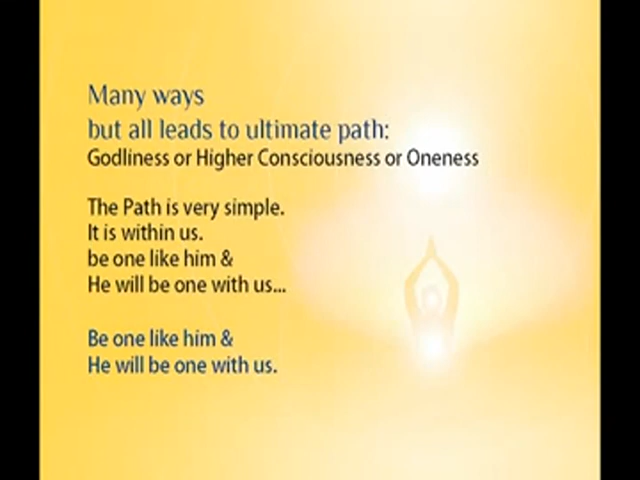 Many ways
but all leads to ultimate path:
Godliness or Higher Consciousness or Oneness
The Path is very simple.
It is within us.
be one like him &
He will be one with us...
Be one like him &
He will be one with us.